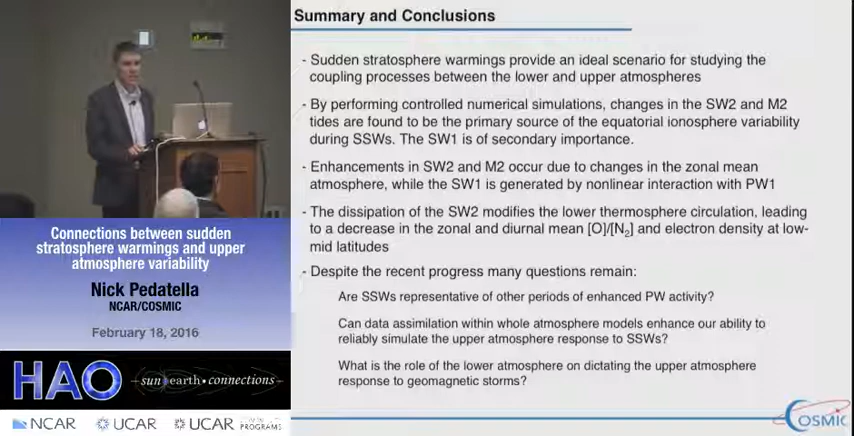 Summary and Conclusions
- Sudden stratosphere warmings provide an ideal scenario for studying the
coupling processes between the lower and upper atmospheres
- By performing controlled numerical simulations, changes in the SW2 and M2
tides are found to be the primary source of the equatorial ionosphere variability
during SSWs. The SW1 is of secondary importance.
- Enhancements in SW2 and M2 occur due to changes in the zonal mean
atmosphere, while the SW1 is generated by nonlinear interaction with PW1
- The dissipation of the SW2 modifies the lower thermosphere circulation, leading
to a decrease in the zonal and diurnal mean [O]/[N₂] and electron density at low-
mid latitudes
- Despite the recent progress many questions remain:
Are SSWs representative of other periods of enhanced PW activity?
Can data assimilation within whole atmosphere models enhance our ability to
reliably simulate the upper atmosphere response to SSWs?
What is the role of the lower atmosphere on dictating the upper atmosphere
response to geomagnetic storms?
COSMIC
Connections between sudden
stratosphere warmings and upper
atmosphere variability
Nick Pedatella
NCAR/COSMIC
February 18, 2016
HAO
sun earth • connections
NCAR
UCAR
UCAR
PROGRAMS